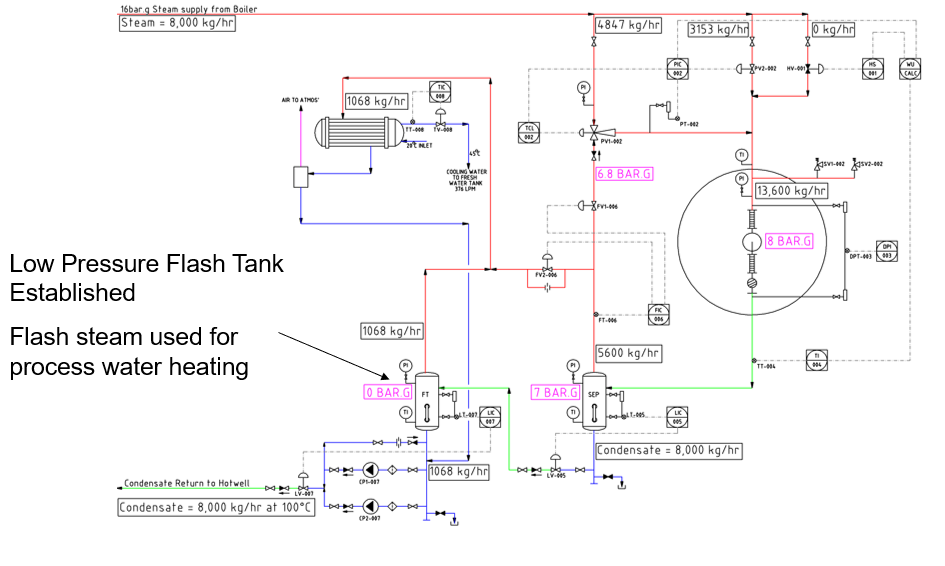 16bar.g Steam supply from Boiler
Steam = 8,000 kg/hr
4847 kg/hr
3153 kg/hr
0 kg/hr
PIC
002
PV2-002
HV-001
HS
001
WU
CALC
TIC
008
1068 kg/hr
AIR TO ATMOS'
TT-008
TV-008
20°C INLET
45°C
COOLING WATER
TO FRESH
WATER TANK
376 LPM
PI
TCL
002
PV1-002
PT-002
TI
SV1-002
SV2-002
6.8 BAR.G
PI
13,600 kg/hr
FV1-006
8 BAR.G
DPT-003
DPI
003
Low Pressure Flash Tank
Established
FV2-006
Flash steam used for
process water heating
FT-006
FIC
006
1068 kg/hr
5600 kg/hr
TI
004
TT-004
PI
PI
0 BAR.G
FT
7 BAR.G
SEP
TI
LT-007
LIC
007
TI
LT-005
LIC
005
Condensate = 8,000 kg/hr
1068 kg/hr
LV-005
CP1-007
Condensate Return to Hotwell
LV-007
Condensate = 8,000 kg/hr at 100°C
CP2-007